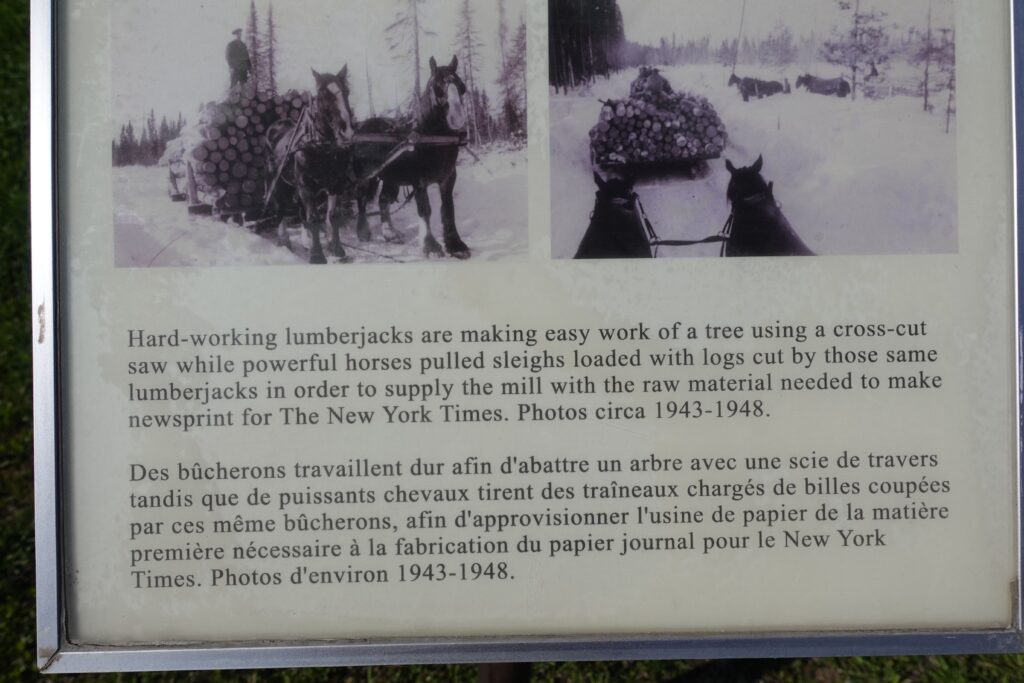 Hard-working lumberjacks are making easy work of a tree using a cross-cut
saw while powerful horses pulled sleighs loaded with logs cut by those same
lumberjacks in order to supply the mill with the raw material needed to make
newsprint for The New York Times. Photos circa 1943-1948.
Des bûcherons travaillent dur afin d'abattre un arbre avec une scie de travers
tandis que de puissants chevaux tirent des traîneaux chargés de billes coupées
par ces même bûcherons, afin d'approvisionner l'usine de papier de la matière
première nécessaire à la fabrication du papier journal pour le New York
Times. Photos d'environ 1943-1948.